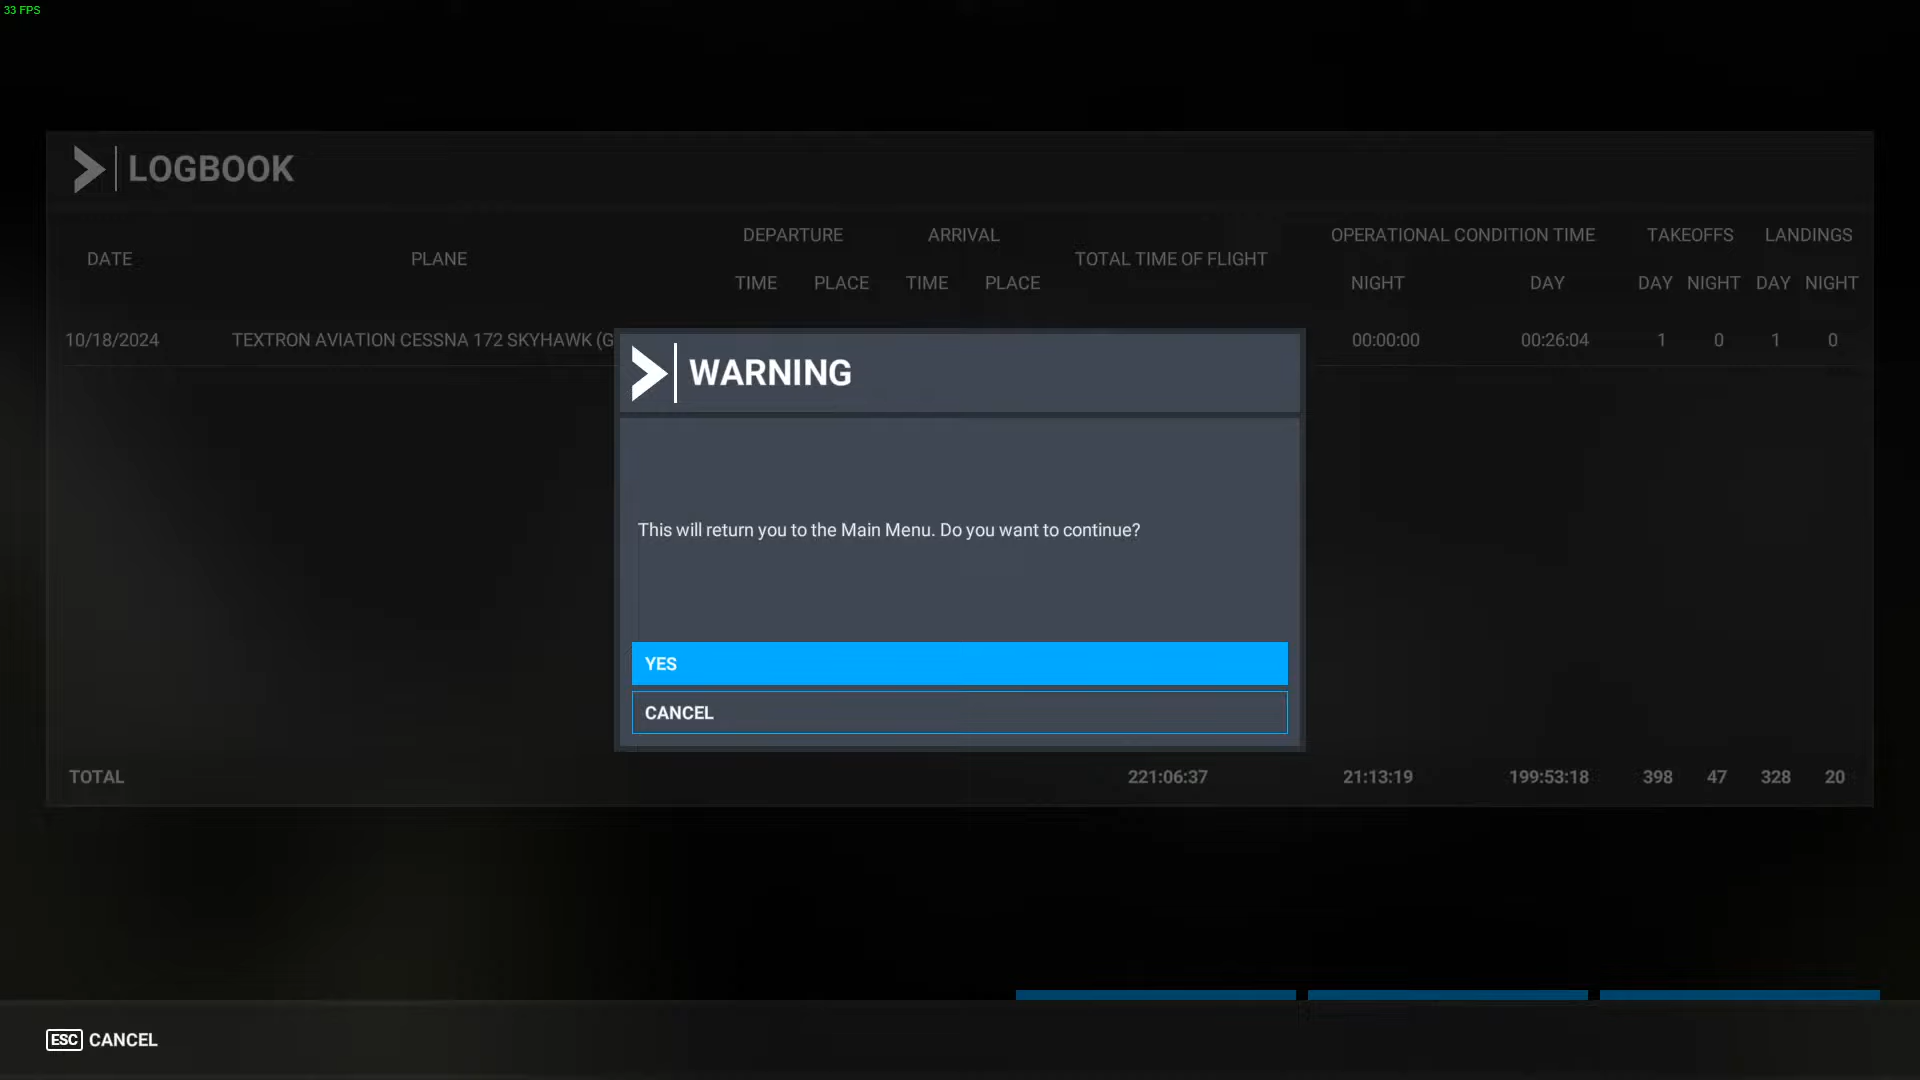 33 FPS
LOGBOOK
DEPARTURE ARRIVAL OPERATIONAL CONDITION TIME TAKEOFFS LANDINGS
DATE PLANE TOTAL TIME OF FLIGHT
TIME PLACE TIME PLACE NIGHT DAY DAY NIGHT DAY NIGHT
10/18/2024 TEXTRON AVIATION CESSNA 172 SKYHAWK (G 00:00:00 00:26:04 1 0 1 0
WARNING
This will return you to the Main Menu. Do you want to continue?
YES
CANCEL
TOTAL 221:06:37 21:13:19 199:53:18 398 47 328 20
ESC CANCEL